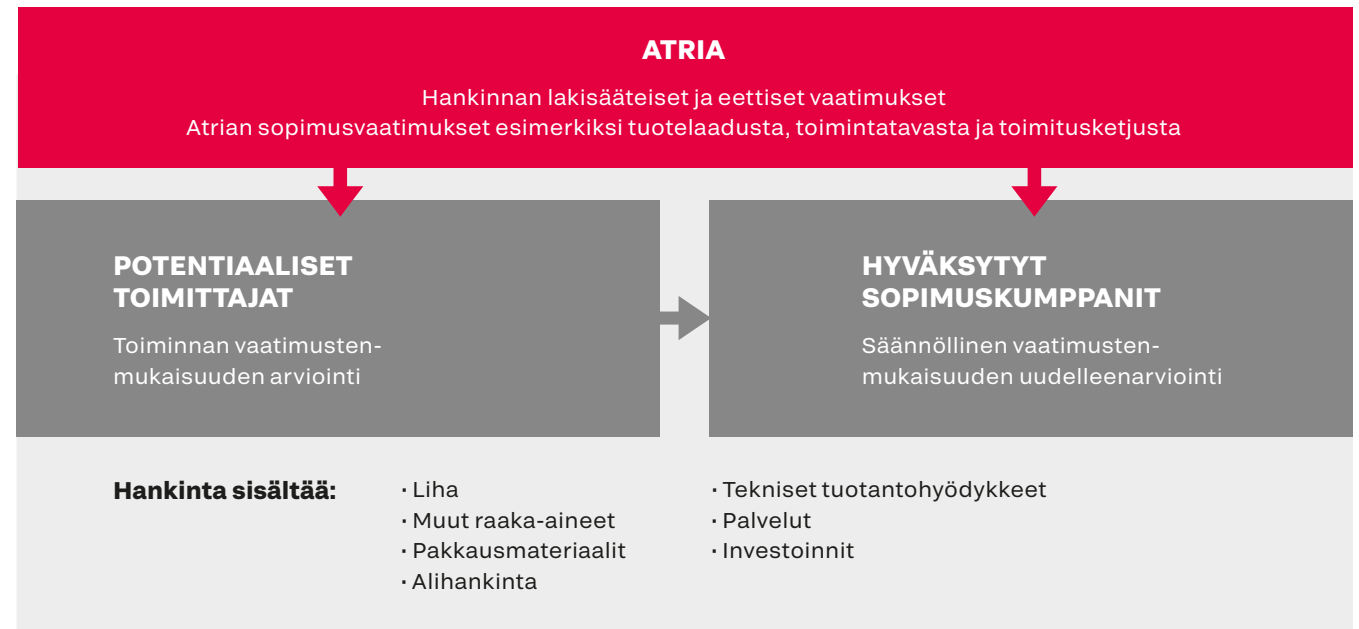 ATRIA
Hankinnan lakisääteiset ja eettiset vaatimukset
Atrian sopimusvaatimukset esimerkiksi tuotelaadusta, toimintatavasta ja toimitusketjusta
POTENTIAALISET
TOIMITTAJAT
Toiminnan vaatimusten-
mukaisuuden arviointi
HYVÄKSYTYT
SOPIMUSKUMPPANIT
Säännöllinen vaatimusten-
mukaisuuden uudelleenarviointi
Hankinta sisältää:
· Liha
· Muut raaka-aineet
· Pakkausmateriaalit
· Alihankinta
· Tekniset tuotantohyödykkeet
· Palvelut
· Investoinnit